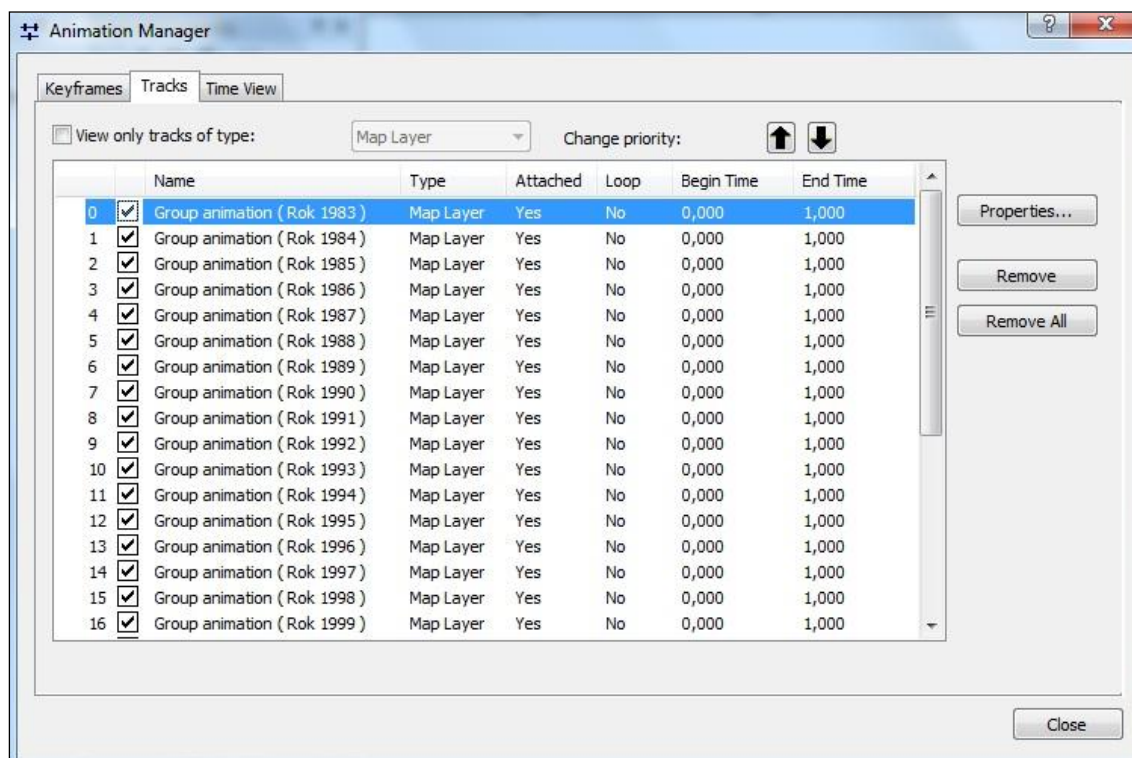 Animation Manager
Keyframes Tracks Time View
View only tracks of type: Map Layer Change priority:
Name Type Attached Loop Begin Time End Time
0 Group animation ( Rok 1983 ) Map Layer Yes No 0,000 1,000
1 Group animation ( Rok 1984 ) Map Layer Yes No 0,000 1,000
2 Group animation ( Rok 1985 ) Map Layer Yes No 0,000 1,000
3 Group animation ( Rok 1986 ) Map Layer Yes No 0,000 1,000
4 Group animation ( Rok 1987 ) Map Layer Yes No 0,000 1,000
5 Group animation ( Rok 1988 ) Map Layer Yes No 0,000 1,000
6 Group animation ( Rok 1989 ) Map Layer Yes No 0,000 1,000
7 Group animation ( Rok 1990 ) Map Layer Yes No 0,000 1,000
8 Group animation ( Rok 1991 ) Map Layer Yes No 0,000 1,000
9 Group animation ( Rok 1992 ) Map Layer Yes No 0,000 1,000
10 Group animation ( Rok 1993 ) Map Layer Yes No 0,000 1,000
11 Group animation ( Rok 1994 ) Map Layer Yes No 0,000 1,000
12 Group animation ( Rok 1995 ) Map Layer Yes No 0,000 1,000
13 Group animation ( Rok 1996 ) Map Layer Yes No 0,000 1,000
14 Group animation ( Rok 1997 ) Map Layer Yes No 0,000 1,000
15 Group animation ( Rok 1998 ) Map Layer Yes No 0,000 1,000
16 Group animation ( Rok 1999 ) Map Layer Yes No 0,000 1,000
Properties...
Remove
Remove All
Close